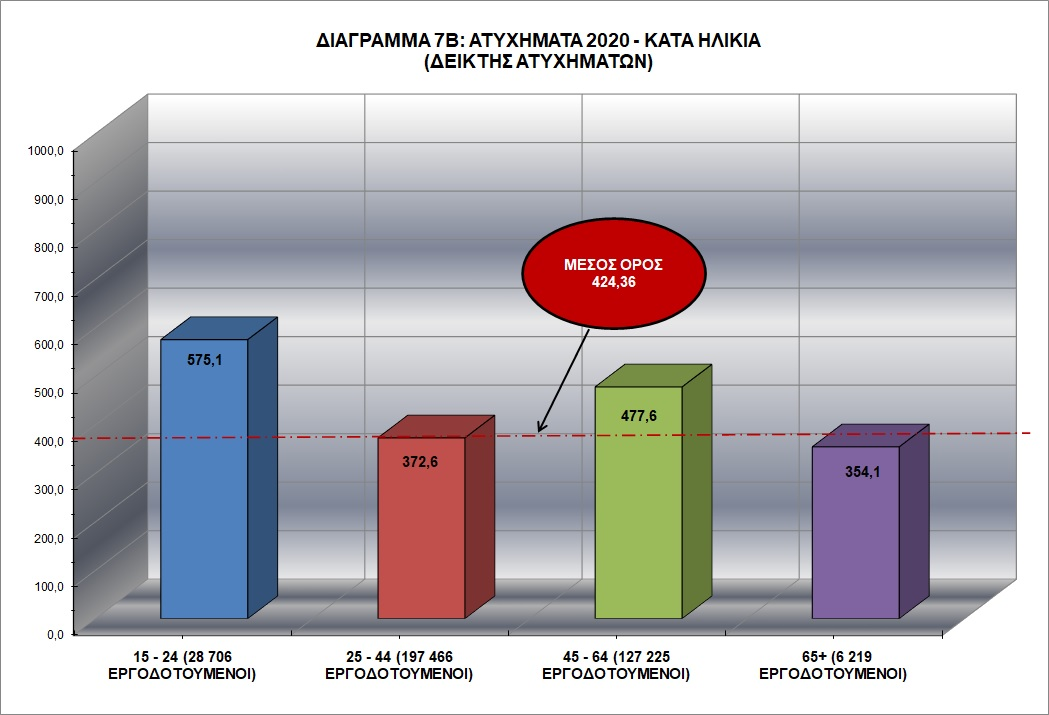 ΔΙΑΓΡΑΜΜΑ 7Β: ΑΤΥΧΗΜΑΤΑ 2020 - ΚΑΤΑ ΗΛΙΚΙΑ
(ΔΕΙΚΤΗΣ ΑΤΥΧΗΜΑΤΩΝ)
1000,0
900,0
800,0
700,0
600,0
500,0
400,0
300,0
200,0
100,0
0,0
ΜΕΣΟΣ ΟΡΟΣ
424,36
575,1
372,6
477,6
354,1
15 - 24 (28 706
ΕΡΓΟΔΟΤΟΥΜΕΝΟΙ)
25 - 44 (197 466
ΕΡΓΟΔΟΤΟΥΜΕΝΟΙ)
45 - 64 (127 225
ΕΡΓΟΔΟΤΟΥΜΕΝΟΙ)
65+ (6 219
ΕΡΓΟΔΟΤΟΥΜΕΝΟΙ)